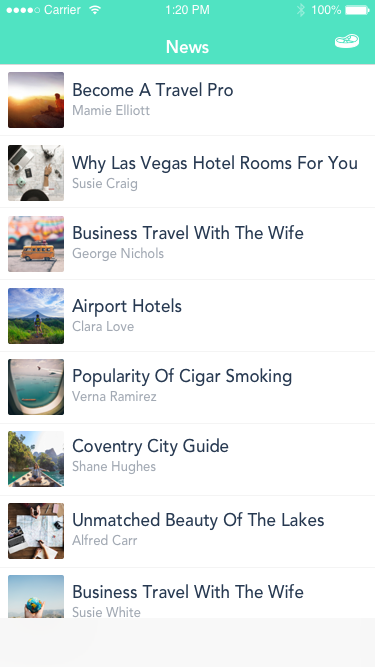 Carrier 1:20 PM 100%
News
Become A Travel Pro
Mamie Elliott
Why Las Vegas Hotel Rooms For You
Susie Craig
Business Travel With The Wife
George Nichols
Airport Hotels
Clara Love
Popularity Of Cigar Smoking
Verna Ramirez
Coventry City Guide
Shane Hughes
Unmatched Beauty Of The Lakes
Alfred Carr
Business Travel With The Wife
Susie White